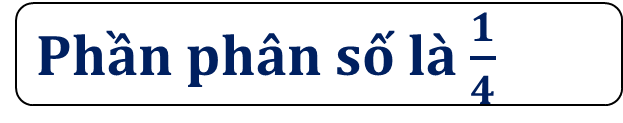 Phần phân số là 1/4